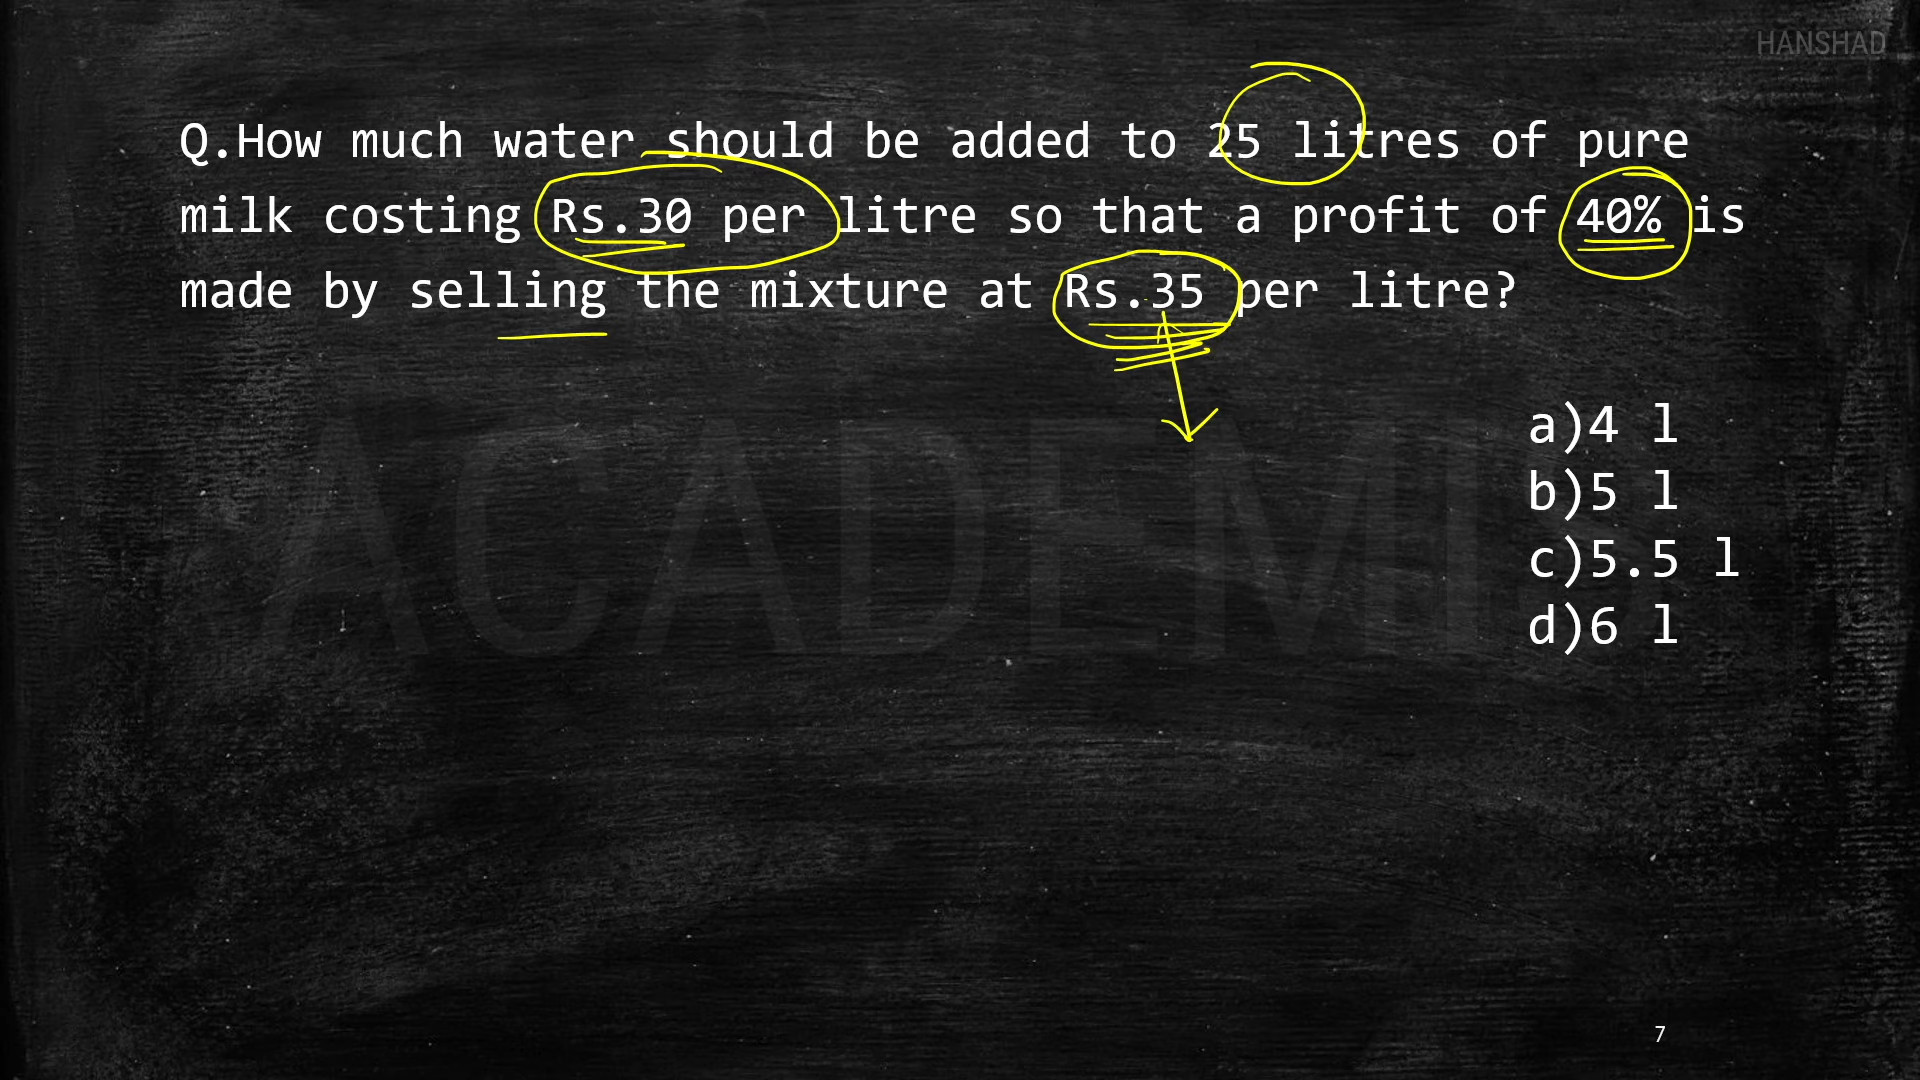 HANSHAD
Q.How much water should be added to 25 litres of pure
milk costing Rs.30 per litre so that a profit of 40% is
made by selling the mixture at Rs.35 per litre?
ACADEMI
a)4 l
b)5 l
c)5.5 l
d)6 l
7